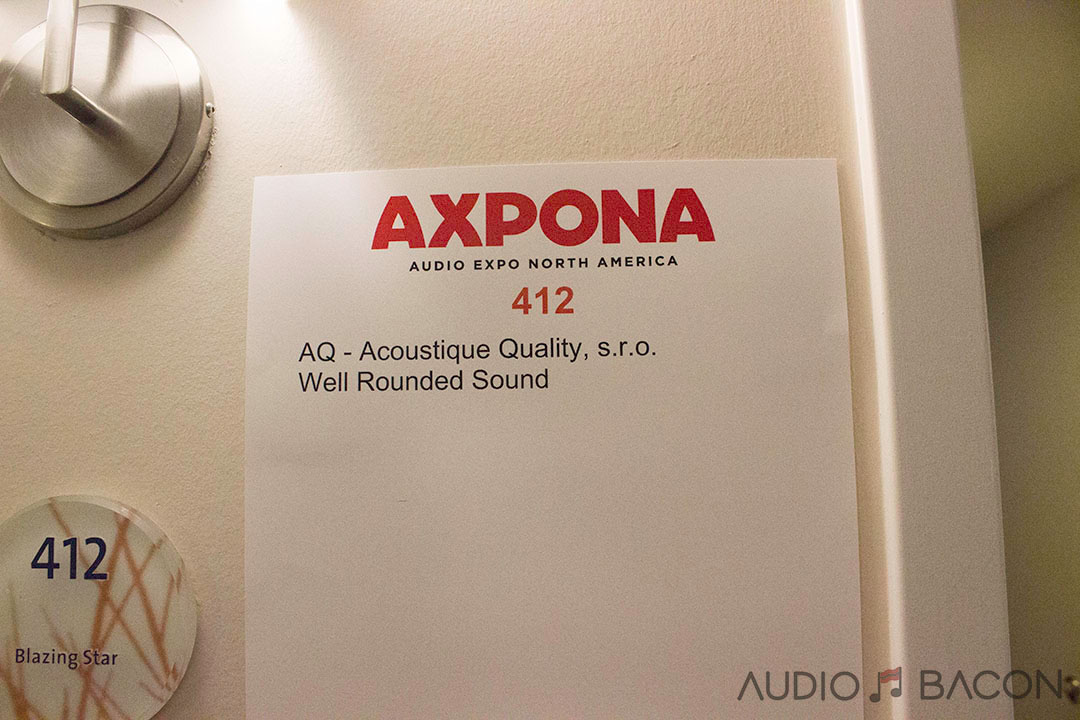 AXPONA
AUDIO EXPO NORTH AMERICA
412
AQ - Acoustique Quality, s.r.o.
Well Rounded Sound
412
Blazing Star
AUDIO BACON